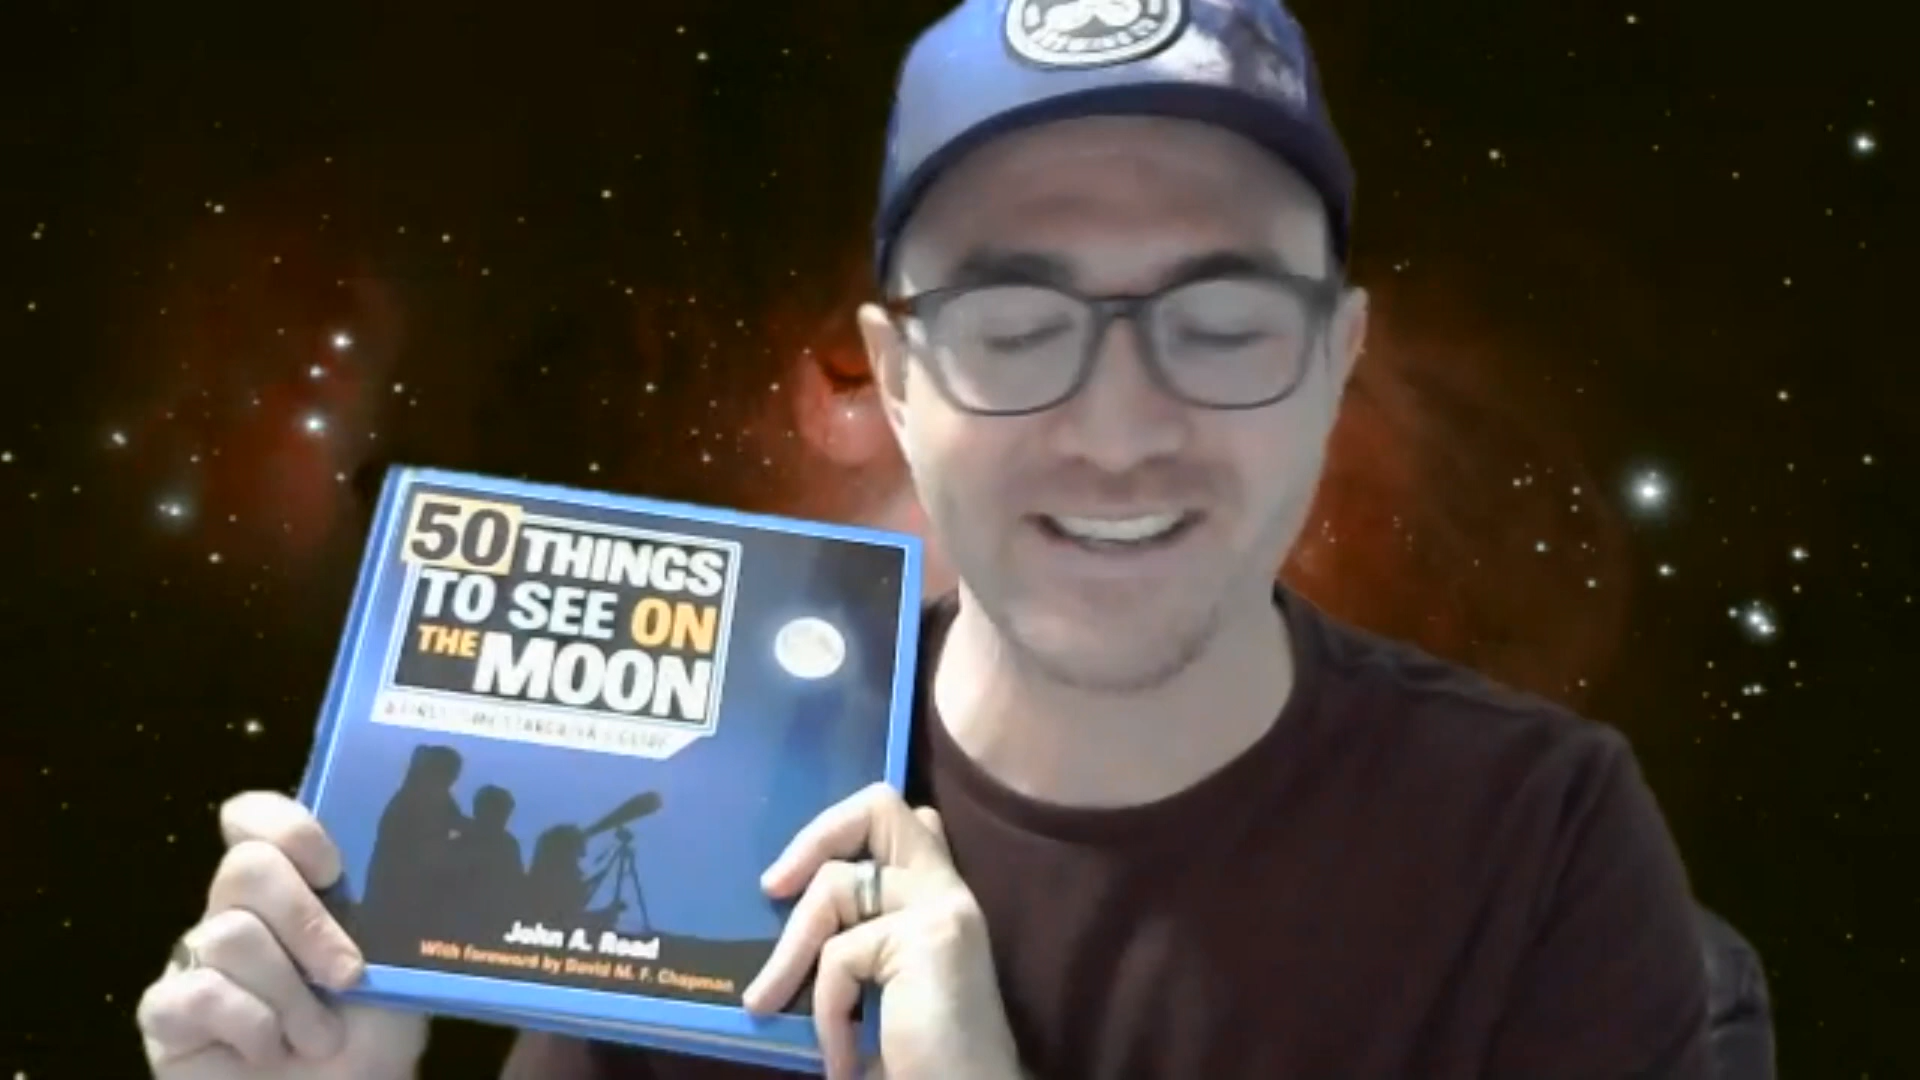 50 THINGS
TO SEE ON
THE MOON
John A. Read
With foreword by David M. F. Chapman